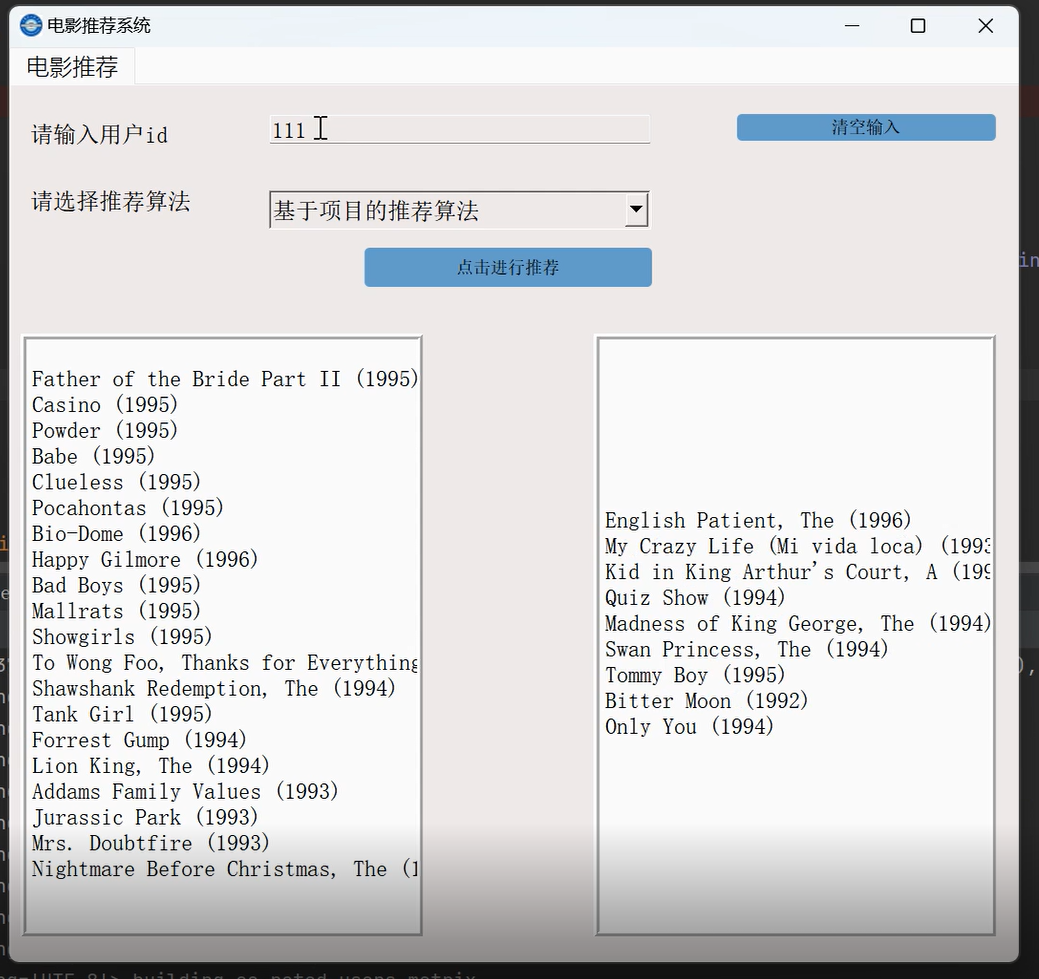 电影推荐系统
电影推荐
请输入用户id
111
清空输入
请选择推荐算法
基于项目的推荐算法
点击进行推荐
Father of the Bride Part II (1995)
Casino (1995)
Powder (1995)
Babe (1995)
Clueless (1995)
Pocahontas (1995)
Bio-Dome (1996)
Happy Gilmore (1996)
Bad Boys (1995)
Mallrats (1995)
Showgirls (1995)
To Wong Foo, Thanks for Everything
Shawshank Redemption, The (1994)
Tank Girl (1995)
Forrest Gump (1994)
Lion King, The (1994)
Addams Family Values (1993)
Jurassic Park (1993)
Mrs. Doubtfire (1993)
Nightmare Before Christmas, The (1
English Patient, The (1996)
My Crazy Life (Mi vida loca) (1993
Kid in King Arthur's Court, A (199
Quiz Show (1994)
Madness of King George, The (1994)
Swan Princess, The (1994)
Tommy Boy (1995)
Bitter Moon (1992)
Only You (1994)